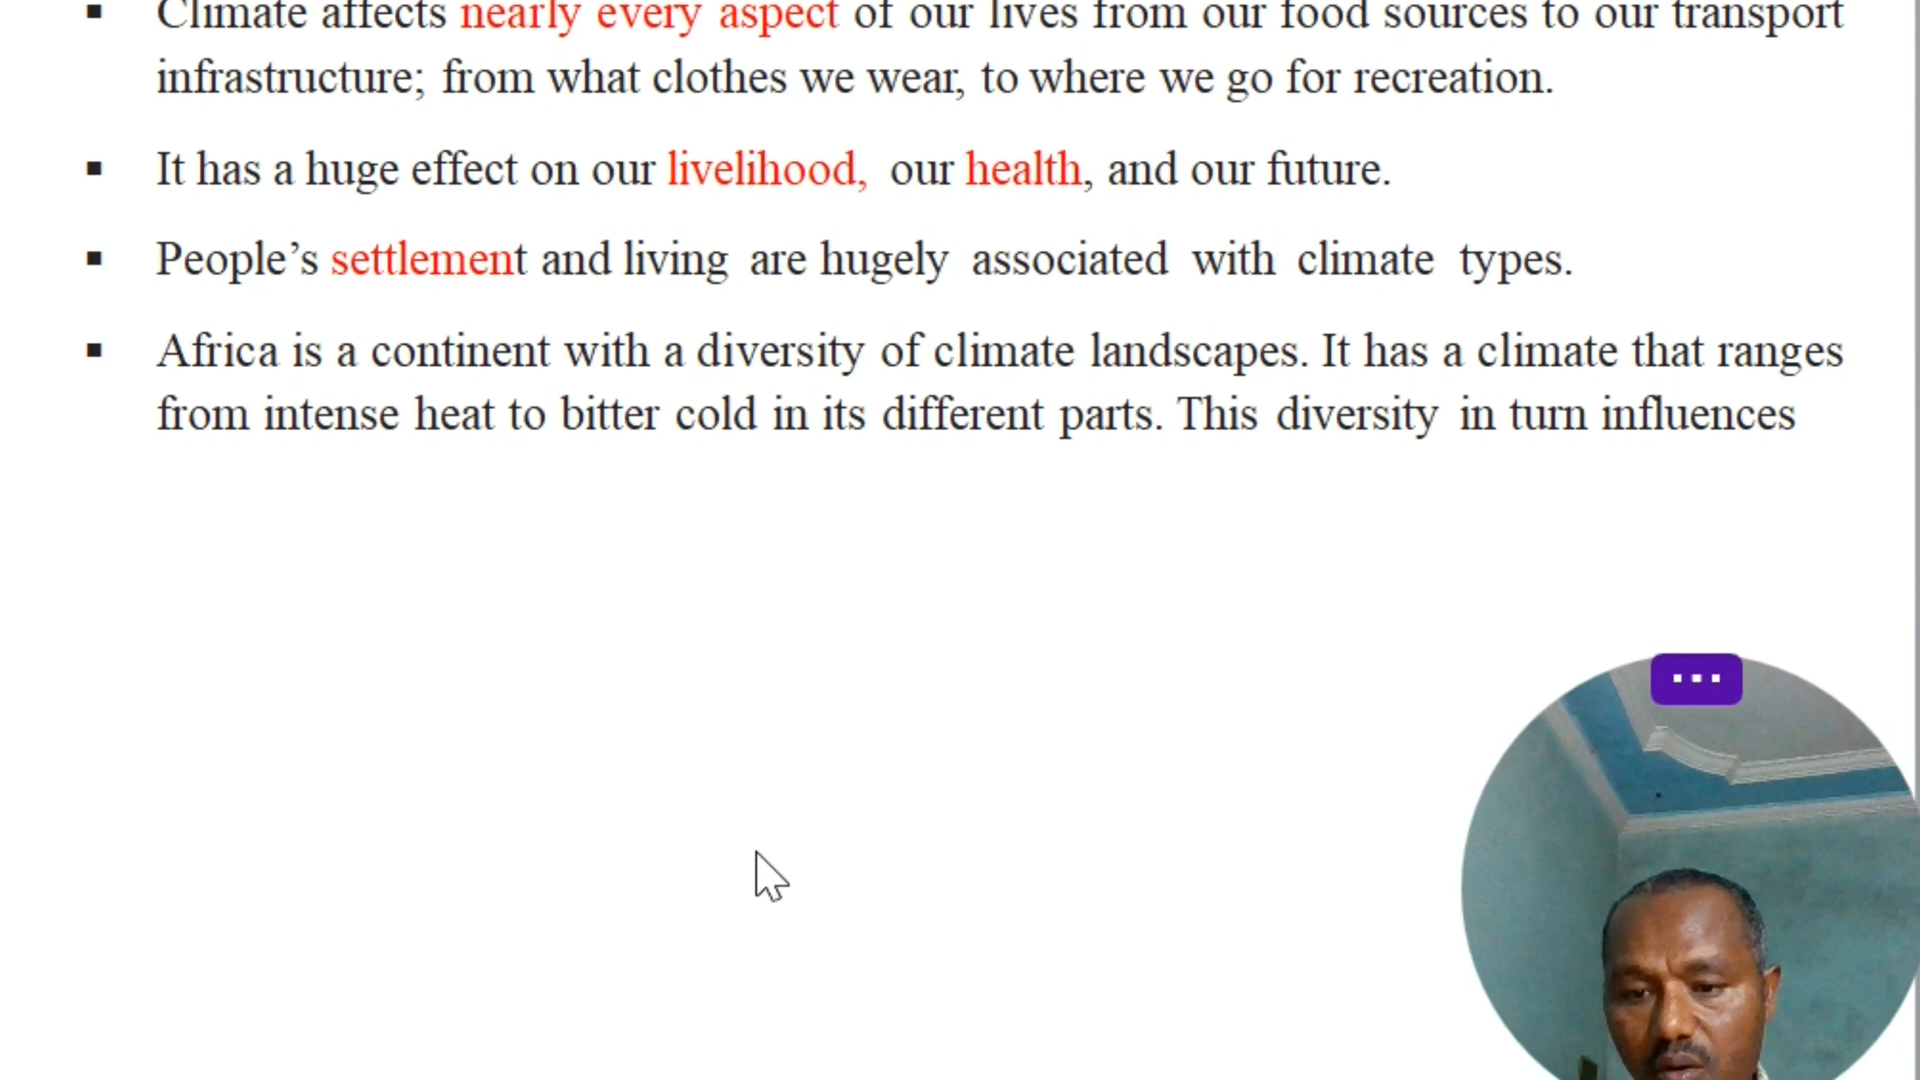 ▪ Climate affects nearly every aspect of our lives from our food sources to our transport
infrastructure; from what clothes we wear, to where we go for recreation.
▪ It has a huge effect on our livelihood, our health, and our future.
▪ People’s settlement and living are hugely associated with climate types.
▪ Africa is a continent with a diversity of climate landscapes. It has a climate that ranges
from intense heat to bitter cold in its different parts. This diversity in turn influences